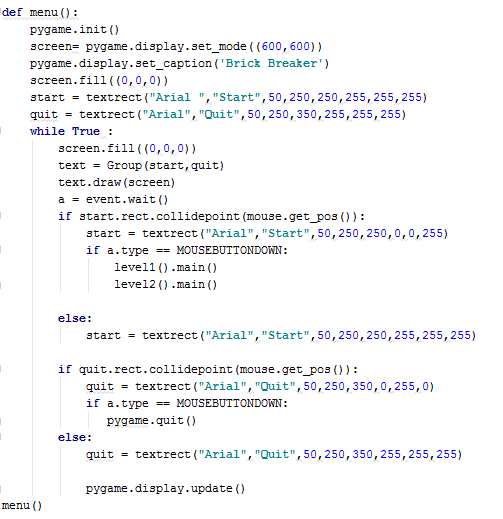 def menu():
    pygame.init()
    screen= pygame.display.set_mode((600,600))
    pygame.display.set_caption('Brick Breaker')
    screen.fill((0,0,0))
    start = textrect("Arial ","Start",50,250,250,255,255,255)
    quit = textrect("Arial","Quit",50,250,350,255,255,255)
    while True :
        screen.fill((0,0,0))
        text = Group(start,quit)
        text.draw(screen)
        a = event.wait()
        if start.rect.collidepoint(mouse.get_pos()):
            start = textrect("Arial","Start",50,250,250,0,0,255)
            if a.type == MOUSEBUTTONDOWN:
                level1().main()
                level2().main()
        else:
            start = textrect("Arial","Start",50,250,250,255,255,255)
        if quit.rect.collidepoint(mouse.get_pos()):
            quit = textrect("Arial","Quit",50,250,350,0,255,0)
            if a.type == MOUSEBUTTONDOWN:
               pygame.quit()
        else:
            quit = textrect("Arial","Quit",50,250,350,255,255,255)
            pygame.display.update()
menu()